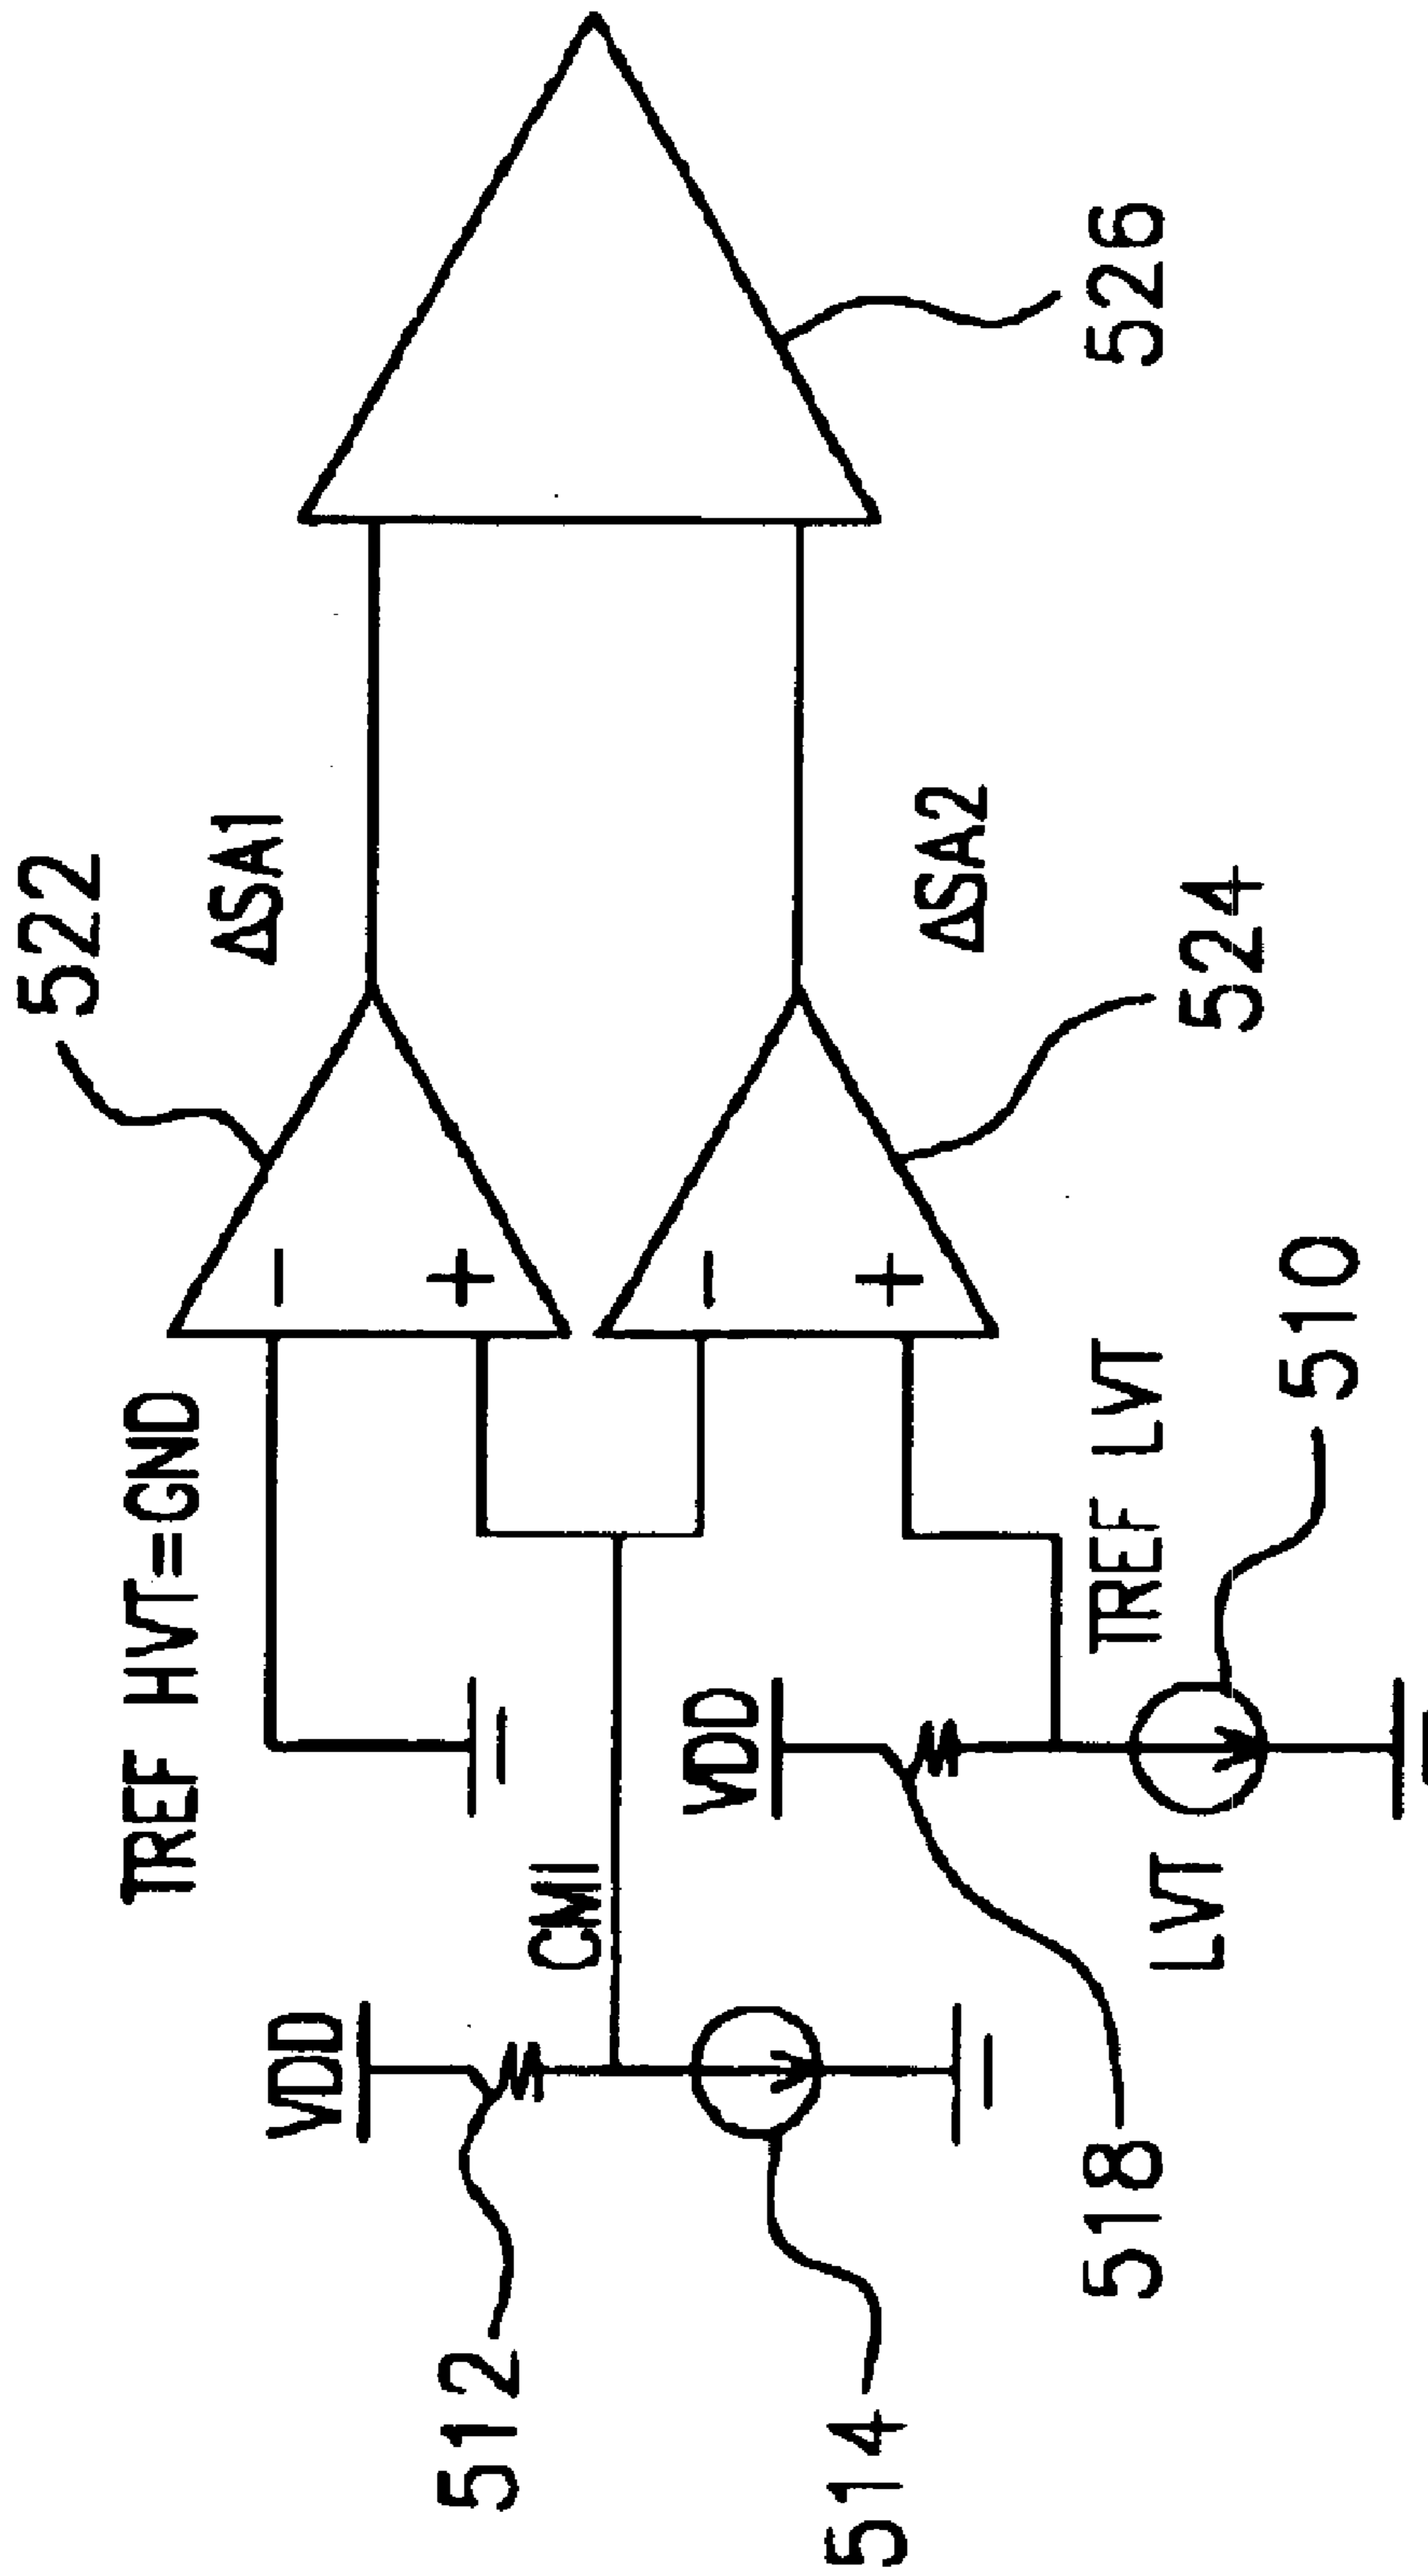 522
TREF HVT=GND
ΔSA1
VDD
512
CMI
VDD
514
518
LVT
TREF LVT
510
ΔSA2
524
526
-
+
-
+